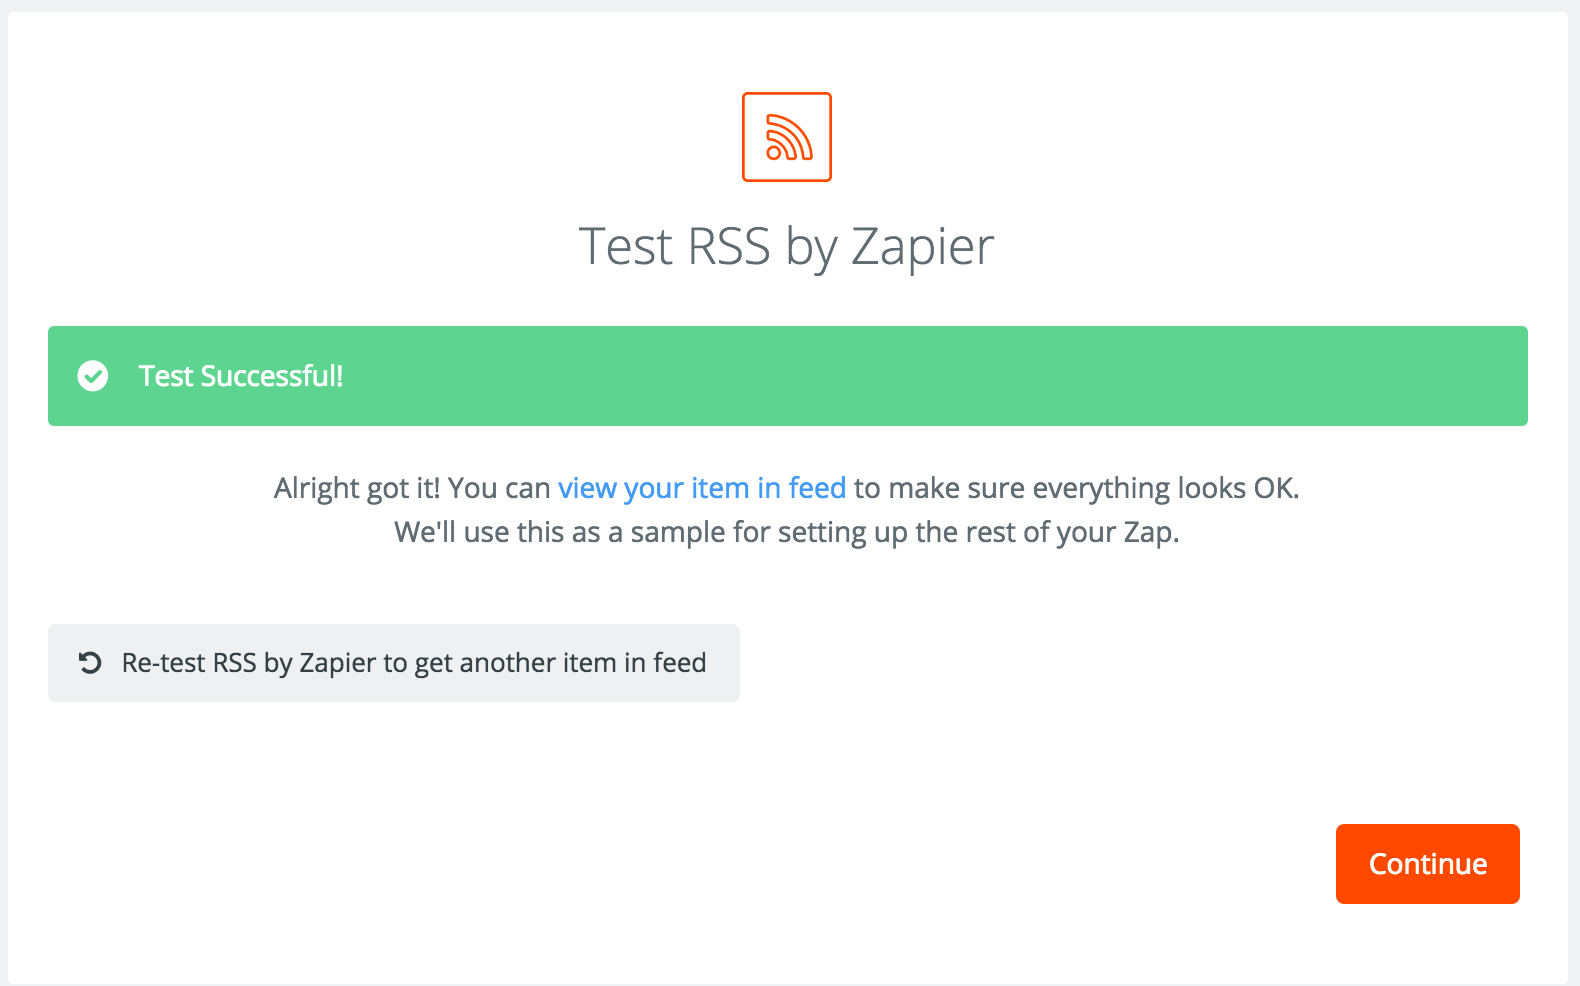 Test RSS by Zapier
Test Successful!
Alright got it! You can view your item in feed to make sure everything looks OK.
We'll use this as a sample for setting up the rest of your Zap.
Re-test RSS by Zapier to get another item in feed
Continue